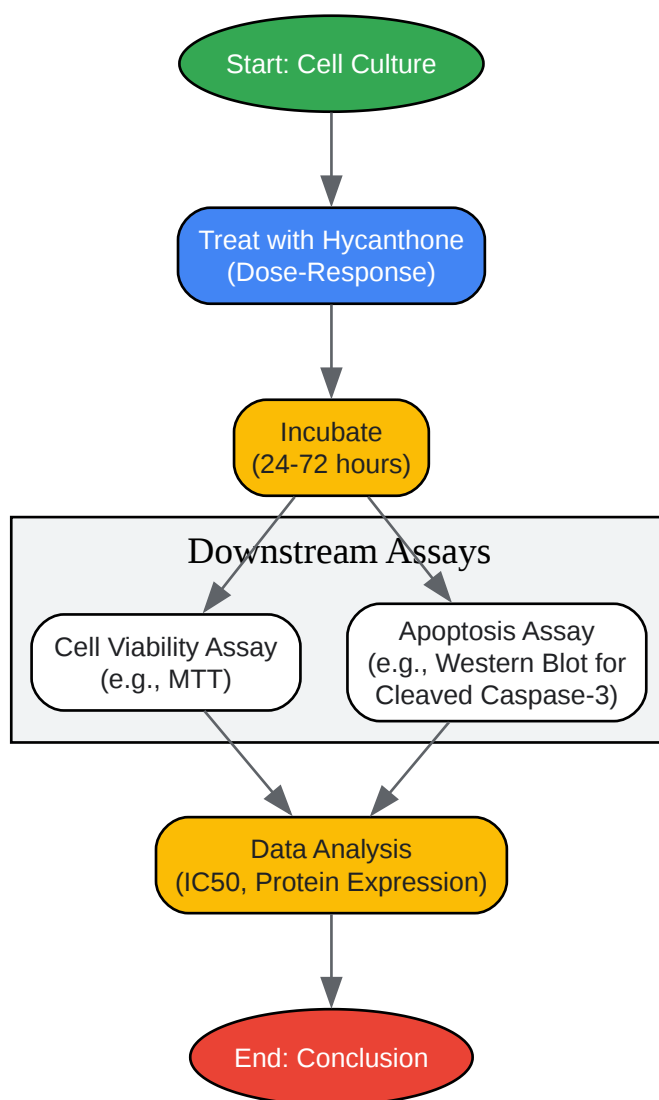 Start: Cell Culture
Treat with Hycanthone
(Dose-Response)
Incubate
(24-72 hours)
Downstream Assays
Cell Viability Assay
(e.g., MTT)
Apoptosis Assay
(e.g., Western Blot for
Cleaved Caspase-3)
Data Analysis
(IC50, Protein Expression)
End: Conclusion